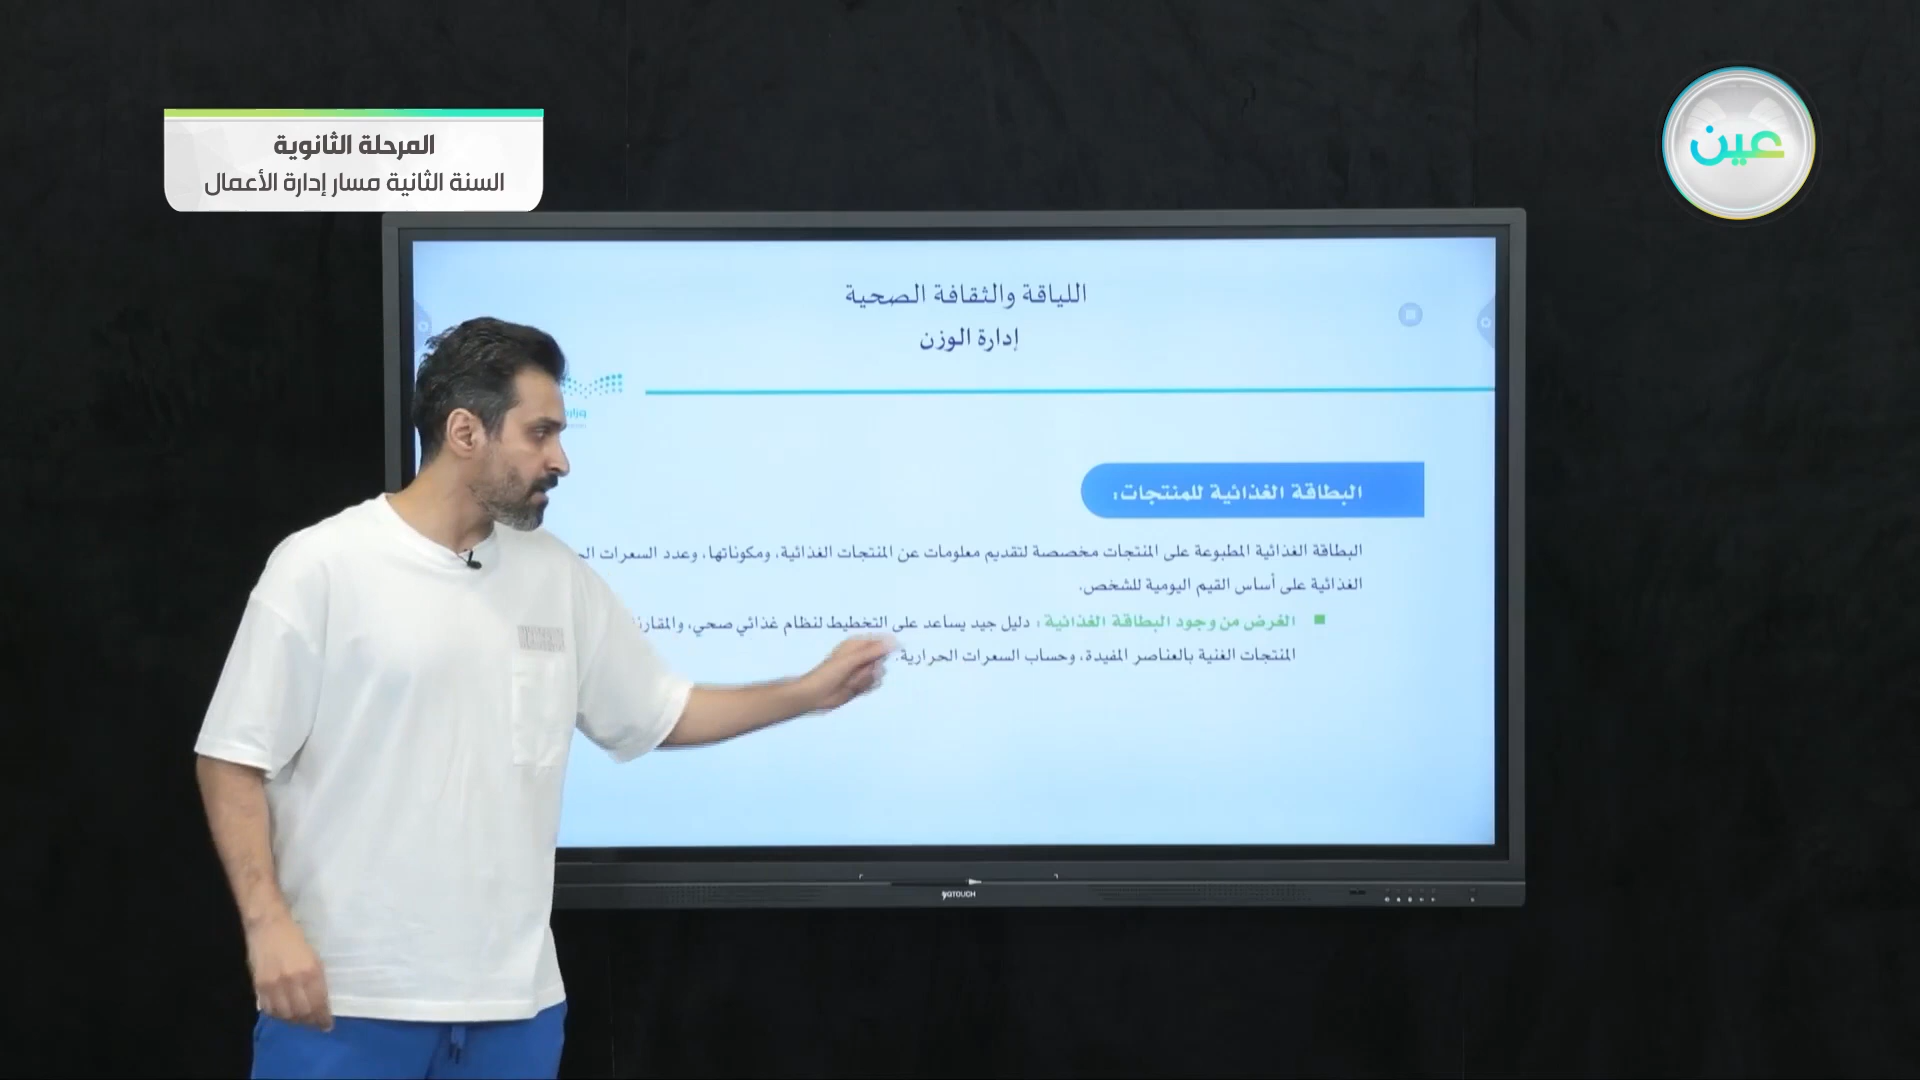 المرحلة الثانوية
السنة الثانية مسار إدارة الأعمال
عين
اللياقة والثقافة الصحية
إدارة الوزن
البطاقة الغذائية للمنتجات:
البطاقة الغذائية المطبوعة على المنتجات مخصصة لتقديم معلومات عن المنتجات الغذائية، ومكوناتها، وعدد السعرات
الغذائية على أساس القيم اليومية للشخص.
الغرض من وجود البطاقة الغذائية: دليل جيد يساعد على التخطيط لنظام غذائي صحي،
المنتجات الغنية بالعناصر المفيدة، وحساب السعرات الحرارية.